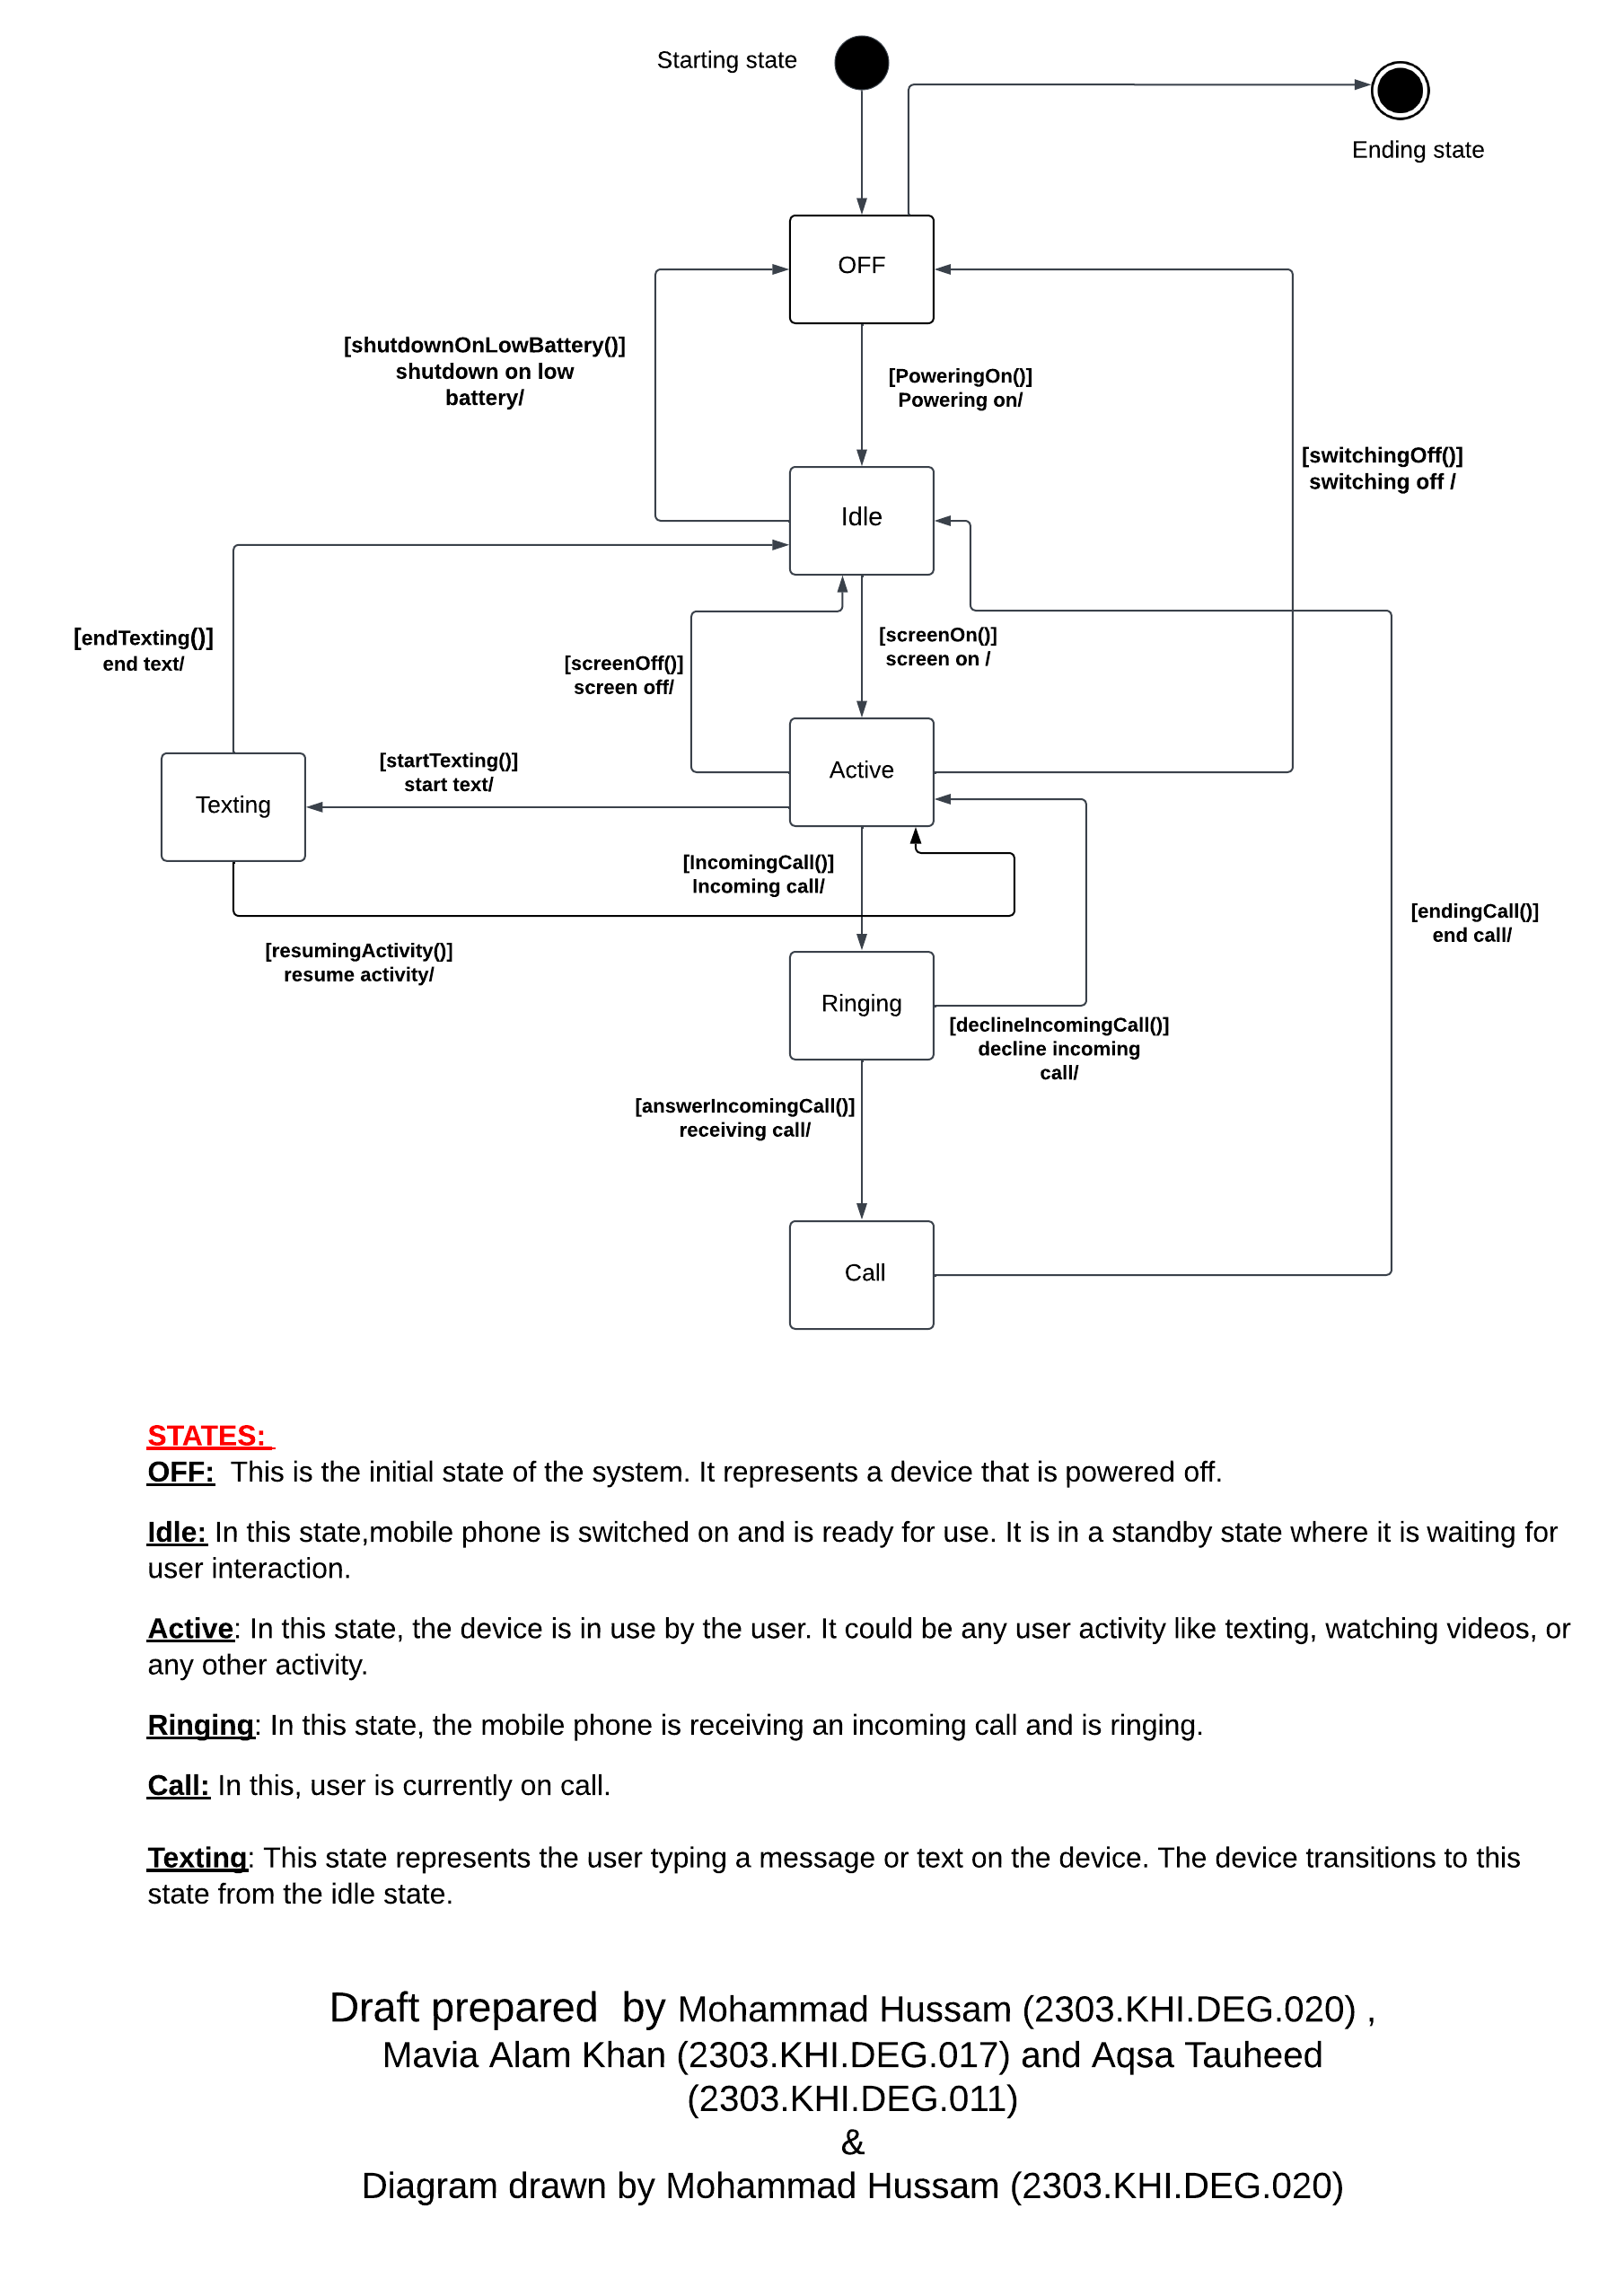 Starting state
Ending state
OFF
[shutdownOnLowBattery()]
shutdown on low
battery/
[PoweringOn()]
Powering on/
[switchingOff()]
switching off /
Idle
[endTexting()]
end text/
[screenOff()]
screen off/
[screenOn()]
screen on /
[startTexting()]
start text/
Active
Texting
[IncomingCall()]
Incoming call/
[endingCall()]
end call/
[resumingActivity()]
resume activity/
Ringing
[declineIncomingCall()]
decline incoming
call/
[answerIncomingCall()]
receiving call/
Call
STATES:
OFF: This is the initial state of the system. It represents a device that is powered off.
Idle: In this state,mobile phone is switched on and is ready for use. It is in a standby state where it is waiting for
user interaction.
Active: In this state, the device is in use by the user. It could be any user activity like texting, watching videos, or
any other activity.
Ringing: In this state, the mobile phone is receiving an incoming call and is ringing.
Call: In this, user is currently on call.
Texting: This state represents the user typing a message or text on the device. The device transitions to this
state from the idle state.
Draft prepared by Mohammad Hussam (2303.KHI.DEG.020) ,
Mavia Alam Khan (2303.KHI.DEG.017) and Aqsa Tauheed
(2303.KHI.DEG.011)
&
Diagram drawn by Mohammad Hussam (2303.KHI.DEG.020)